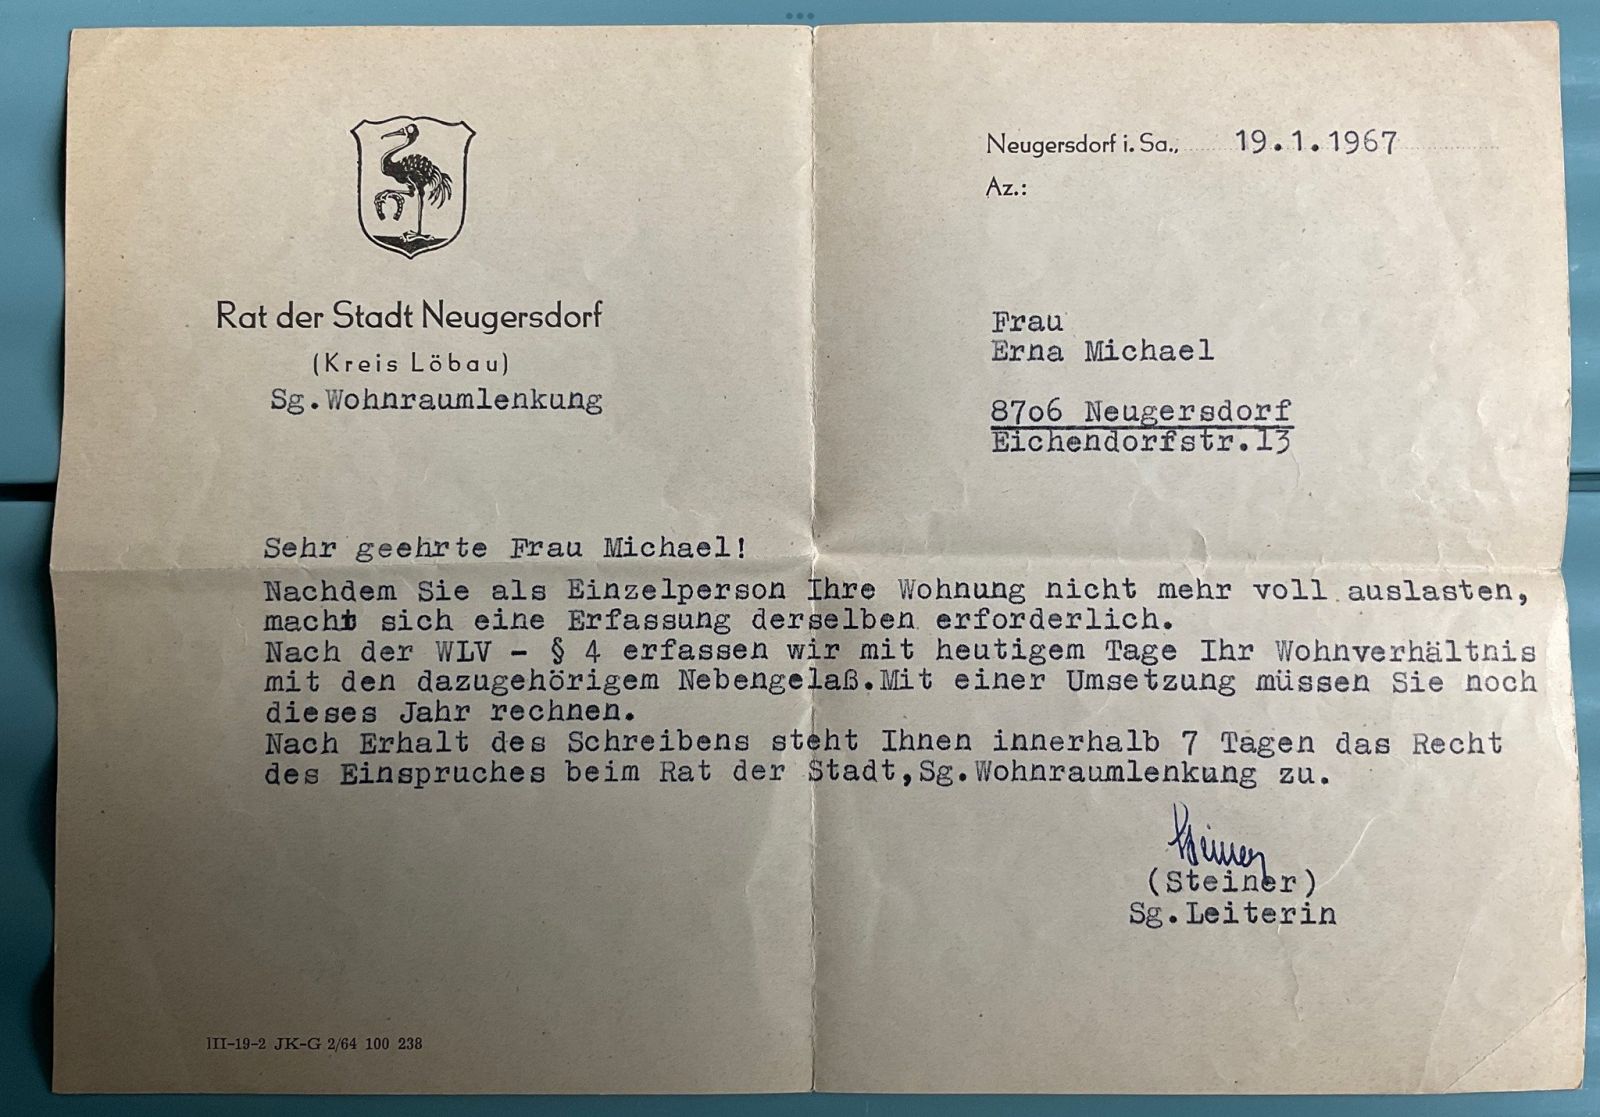 Rat der Stadt Neugersdorf
(Kreis Löbau)
Sg.Wohnraumlenkung
Neugersdorf i. Sa., 19.1.1967
Az.:
Frau
Erna Michael
87o6 Neugersdorf
Eichendorfstr.13
Sehr geehrte Frau Michael!
Nachdem Sie als Einzelperson Ihre Wohnung nicht mehr voll auslasten,
macht sich eine Erfassung derselben erforderlich.
Nach der WLV - § 4 erfassen wir mit heutigem Tage Ihr Wohnverhältnis
mit den dazugehörigem Nebengelaß.Mit einer Umsetzung müssen Sie noch
dieses Jahr rechnen.
Nach Erhalt des Schreibens steht Ihnen innerhalb 7 Tagen das Recht
des Einspruches beim Rat der Stadt,Sg.Wohnraumlenkung zu.
Steiner
(Steiner)
Sg.Leiterin
III-19-2 JK-G 2/64 100 238